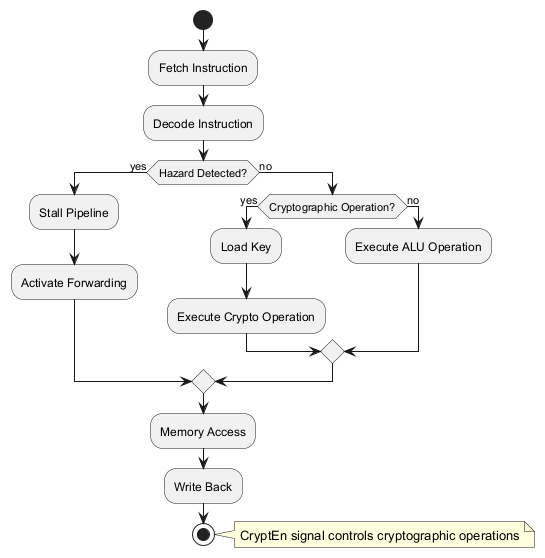 Fetch Instruction
Decode Instruction
yes
Hazard Detected?
no
Stall Pipeline
Activate Forwarding
yes
Cryptographic Operation?
no
Load Key
Execute Crypto Operation
Execute ALU Operation
Memory Access
Write Back
CryptEn signal controls cryptographic operations